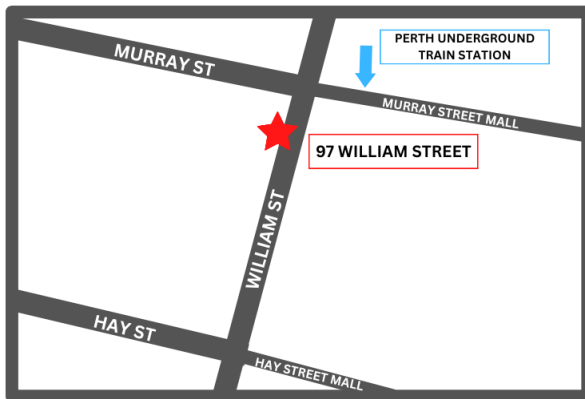 PERTH UNDERGROUND
TRAIN STATION
MURRAY ST
MURRAY STREET MALL
97 WILLIAM STREET
WILLIAM ST
HAY ST
HAY STREET MALL